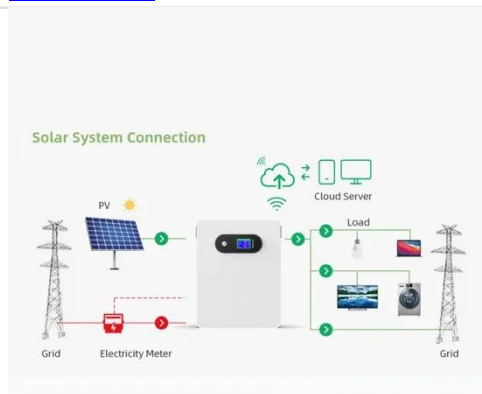 Solar System Connection
Cloud Server
PV
Load
Grid
Electricity Meter
Grid